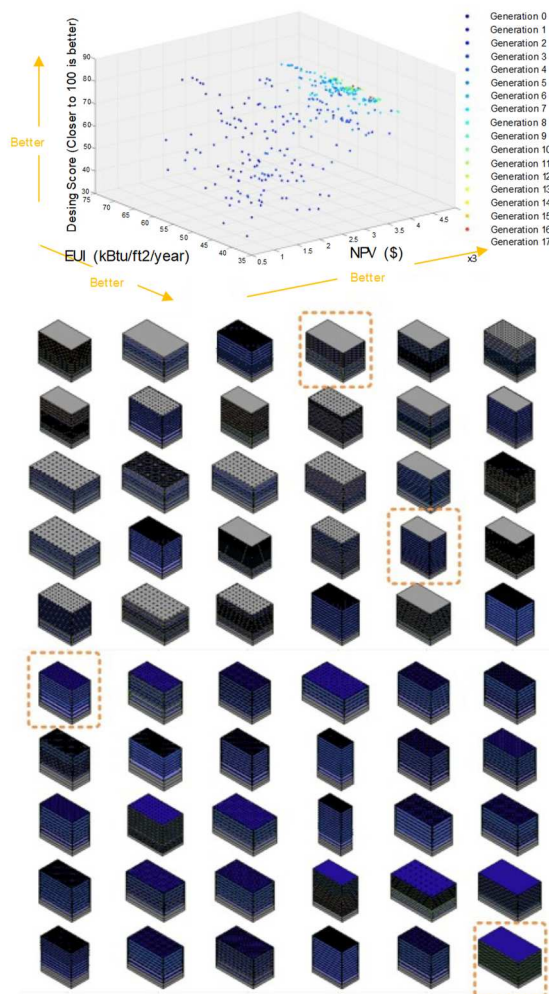 Desing Score (Closer to 100 is better)
Better
90
80
70
60
50
40
30
75
70
65
60
55
50
45
40
35
EUI (kBtu/ft2/year)
Better
0.5
1
1.5
2
2.5
3
3.5
4
4.5
x3
NPV ($)
Better
Generation 0
Generation 1
Generation 2
Generation 3
Generation 4
Generation 5
Generation 6
Generation 7
Generation 8
Generation 9
Generation 10
Generation 11
Generation 12
Generation 13
Generation 14
Generation 15
Generation 16
Generation 17